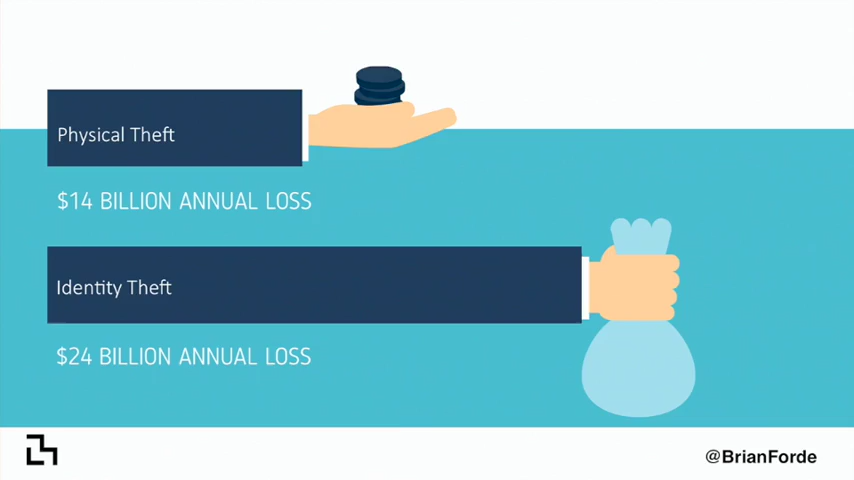 Physical Theft
$14 BILLION ANNUAL LOSS
Identity Theft
$24 BILLION ANNUAL LOSS
@BrianForde